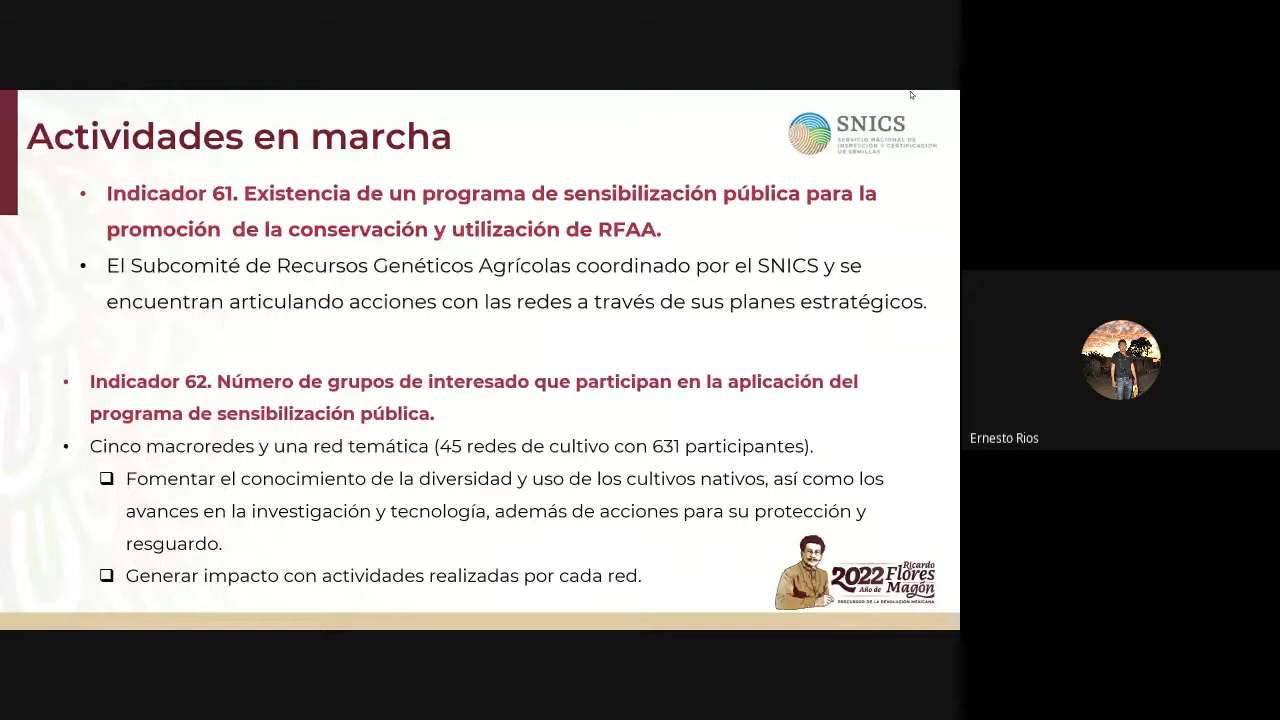 Actividades en marcha
SNICS
SERVICIO NACIONAL DE
INSPECCIÓN Y CERTIFICACIÓN
DE SEMILLAS
• Indicador 61. Existencia de un programa de sensibilización pública para la
promoción de la conservación y utilización de RFAA.
• El Subcomité de Recursos Genéticos Agrícolas coordinado por el SNICS y se
encuentran articulando acciones con las redes a través de sus planes estratégicos.
• Indicador 62. Número de grupos de interesado que participan en la aplicación del
programa de sensibilización pública.
• Cinco macroredes y una red temática (45 redes de cultivo con 631 participantes).
❑ Fomentar el conocimiento de la diversidad y uso de los cultivos nativos, así como los
avances en la investigación y tecnología, además de acciones para su protección y
resguardo.
❑ Generar impacto con actividades realizadas por cada red.
2022 Ricardo
Flores
Año de Magón
PRECURSOR DE LA REVOLUCIÓN MEXICANA
Ernesto Rios